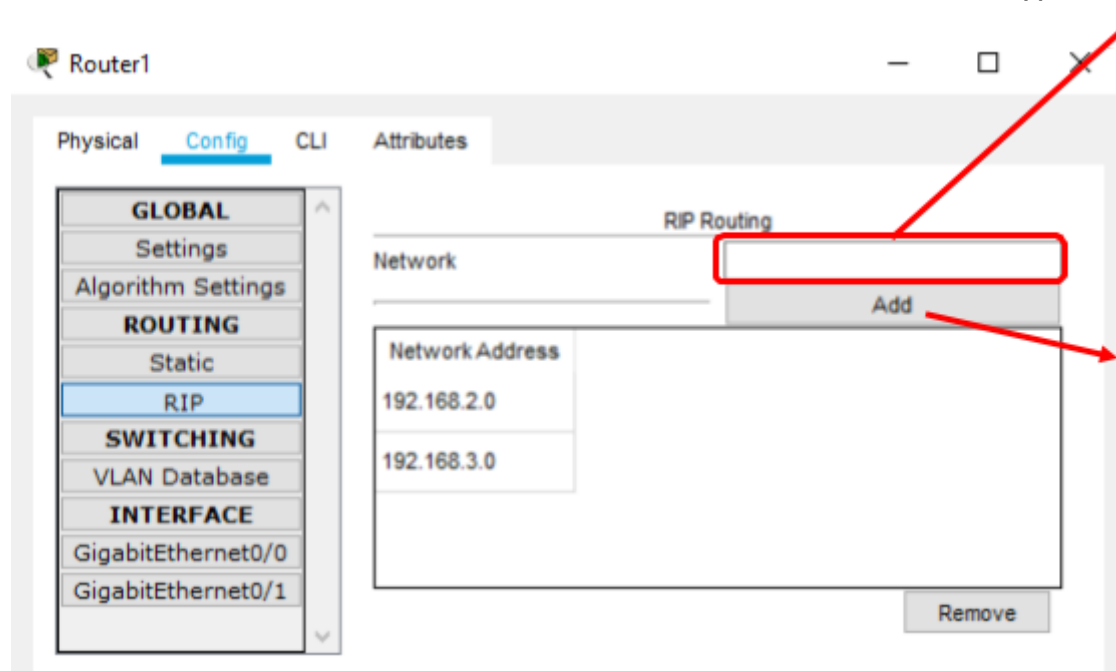 Router1
Physical Config CLI Attributes
GLOBAL
Settings
Algorithm Settings
ROUTING
Static
RIP
SWITCHING
VLAN Database
INTERFACE
GigabitEthernet0/0
GigabitEthernet0/1
RIP Routing
Network
Add
Network Address
192.168.2.0
192.168.3.0
Remove